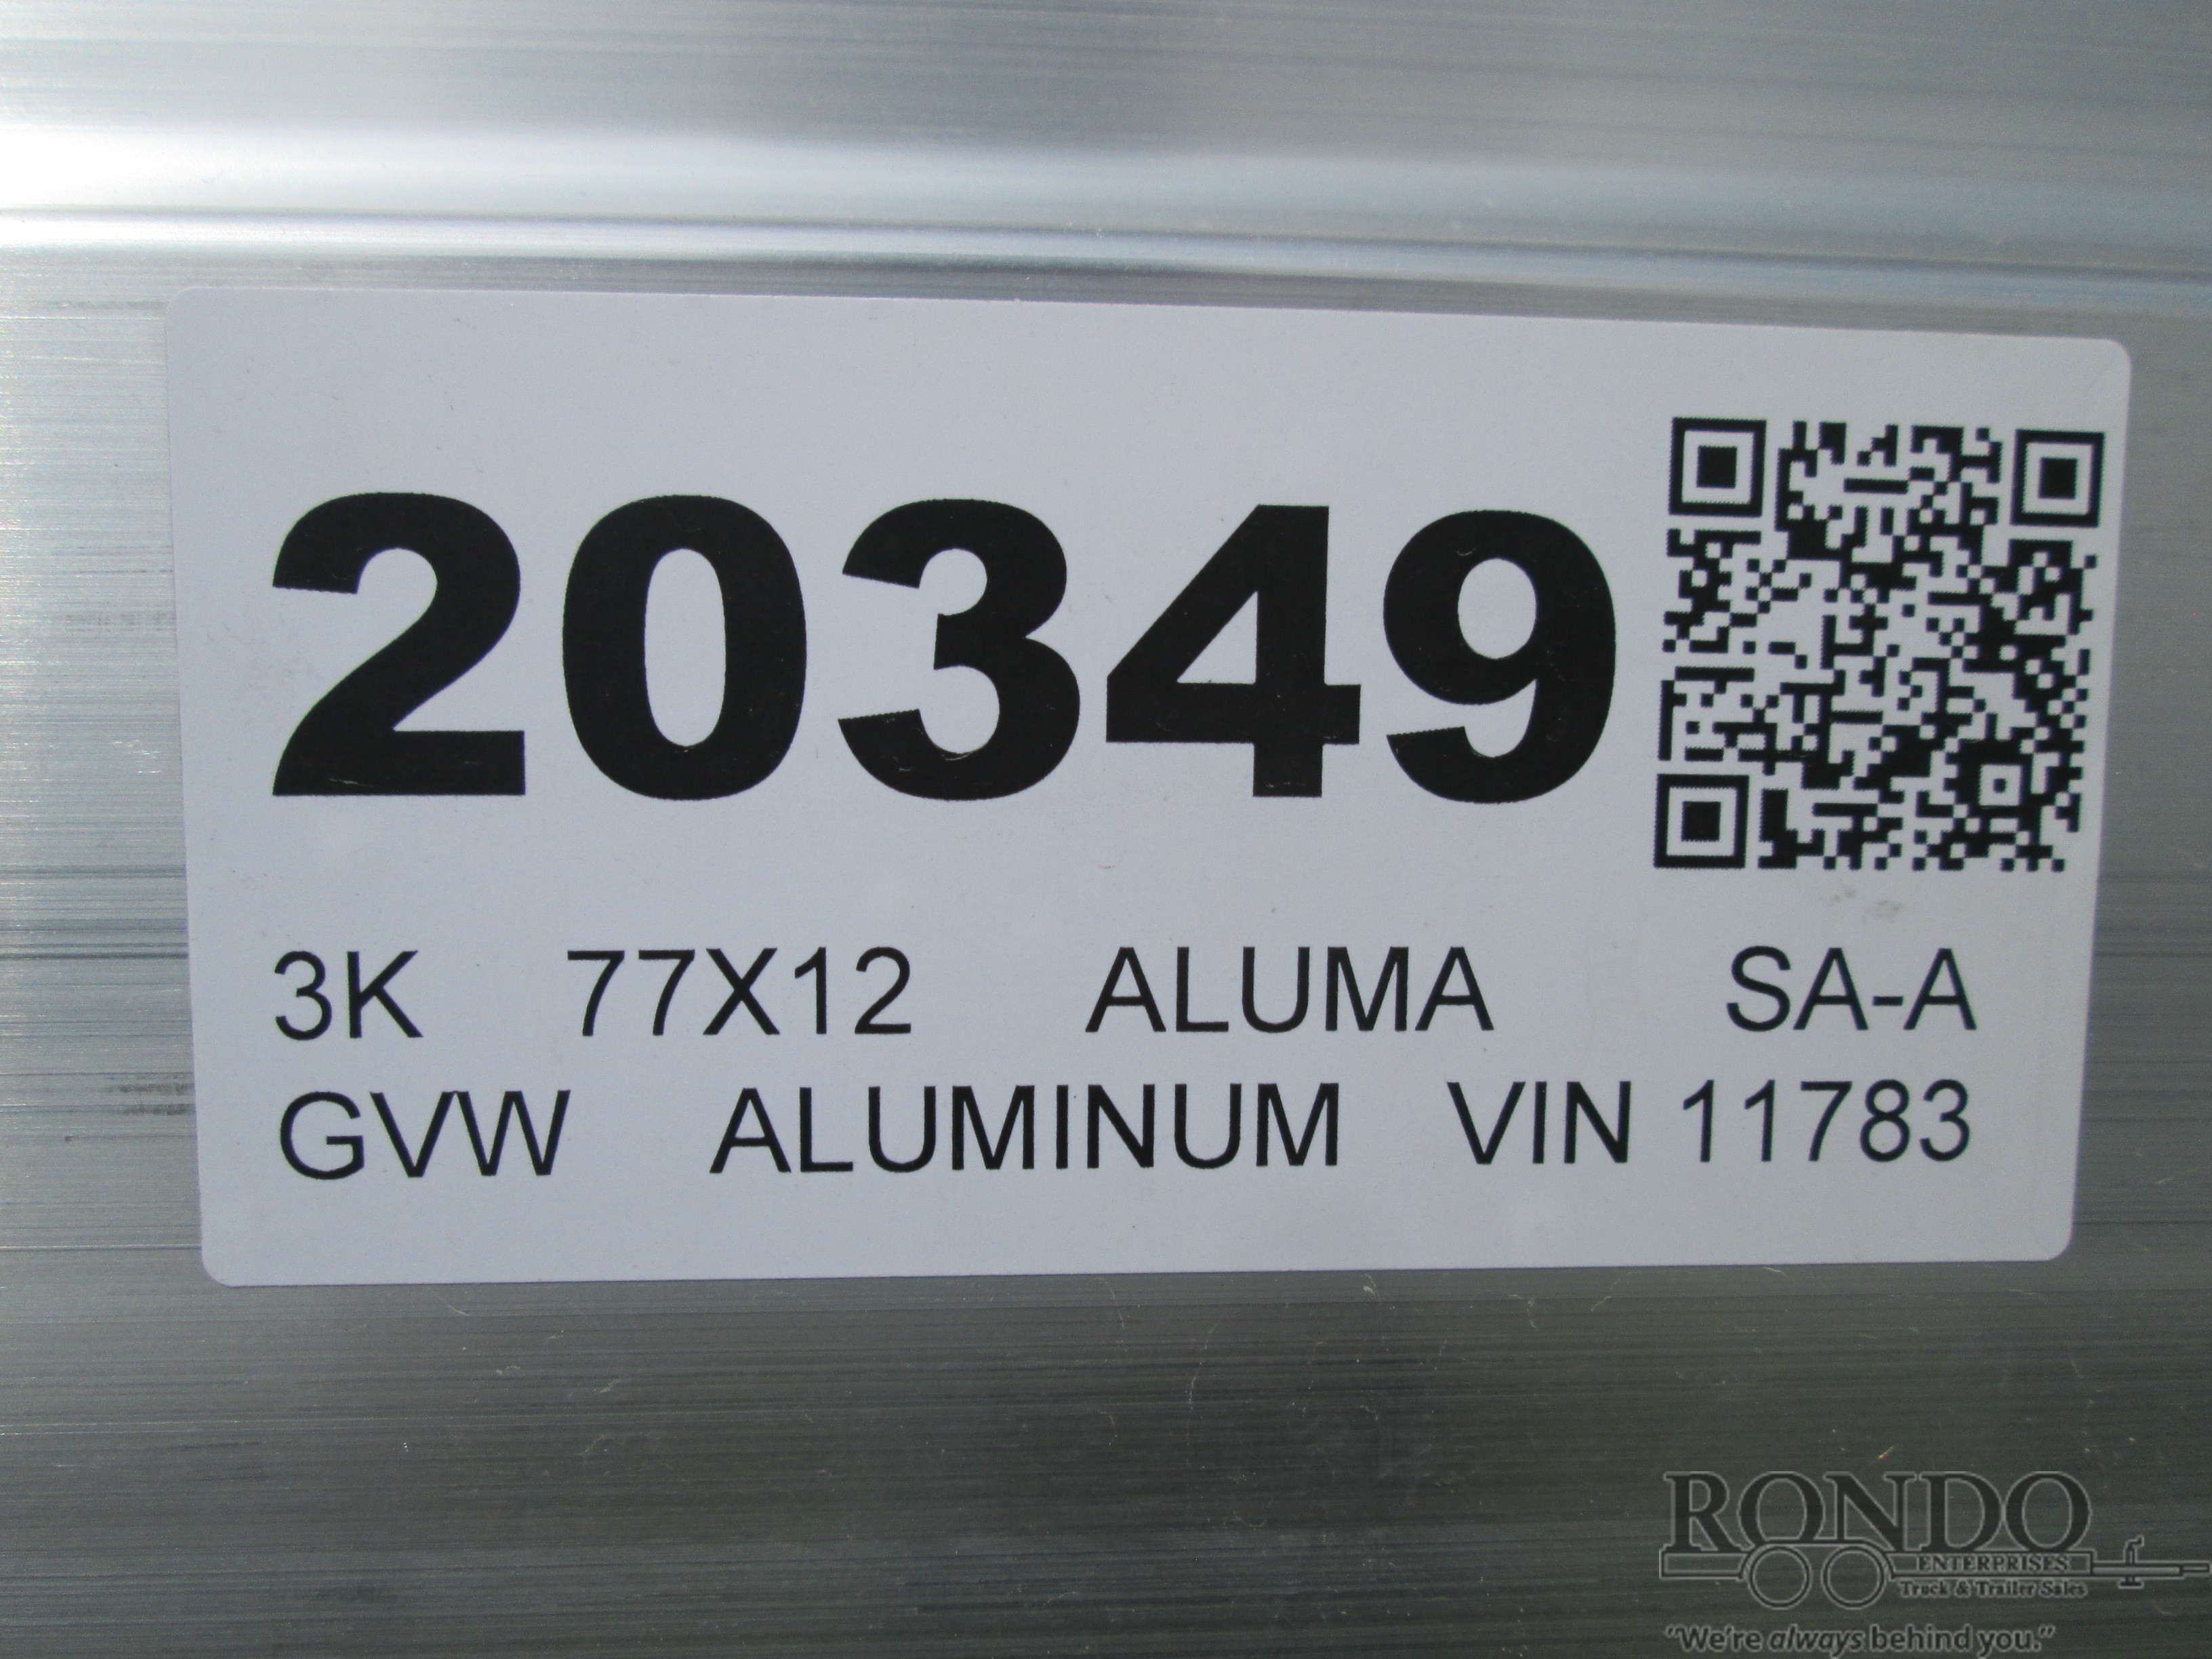 20349
3K 77X12 ALUMA SA-A
GVW ALUMINUM VIN 11783
RONDO
ENTERPRISES
Truck & Trailer Sales
"We're always behind you."